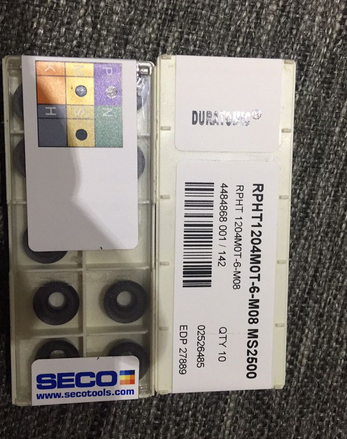 DURATOMIC®
RPHT1204M0T-6-M08 MS2500
RPHT 1204M0T-6-M08
QTY 10
4484868 001 / 142
02526485
EDP 27889
P
M
K
N
S
H
SECO
www.secotools.com